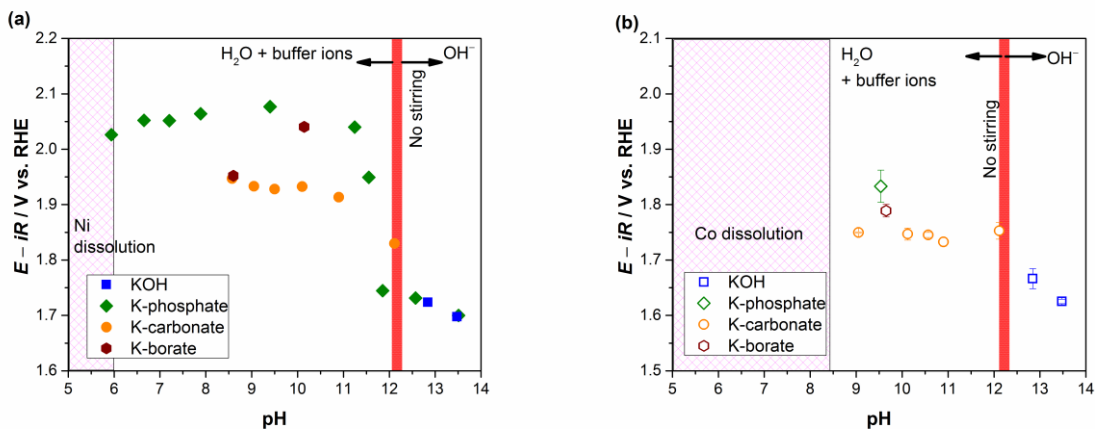 (a)
2.2
2.1
2.0
1.9
1.8
1.7
1.6
E – iR / V vs. RHE
H₂O + buffer ions
OH⁻
No stirring
Ni
dissolution
KOH
K-phosphate
K-carbonate
K-borate
5 6 7 8 9 10 11 12 13 14
pH
(b)
2.1
2.0
1.9
1.8
1.7
1.6
1.5
E – iR / V vs. RHE
H₂O
+ buffer ions
OH⁻
No stirring
Co dissolution
KOH
K-phosphate
K-carbonate
K-borate
5 6 7 8 9 10 11 12 13 14
pH